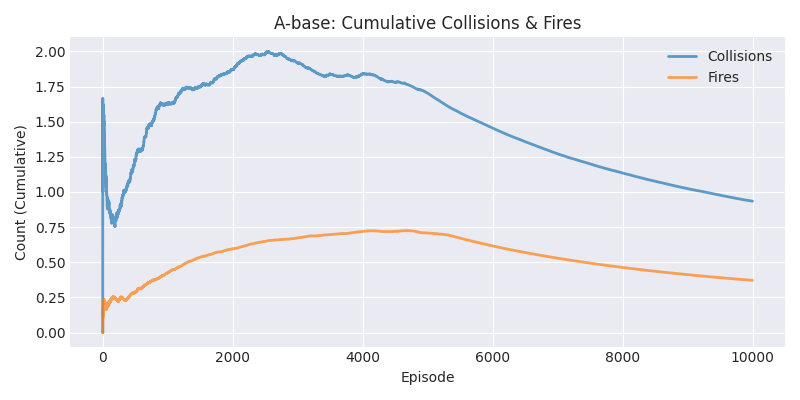 A-base: Cumulative Collisions & Fires
Collisions
Fires
Count (Cumulative)
2.00
1.75
1.50
1.25
1.00
0.75
0.50
0.25
0.00
0 2000 4000 6000 8000 10000
Episode